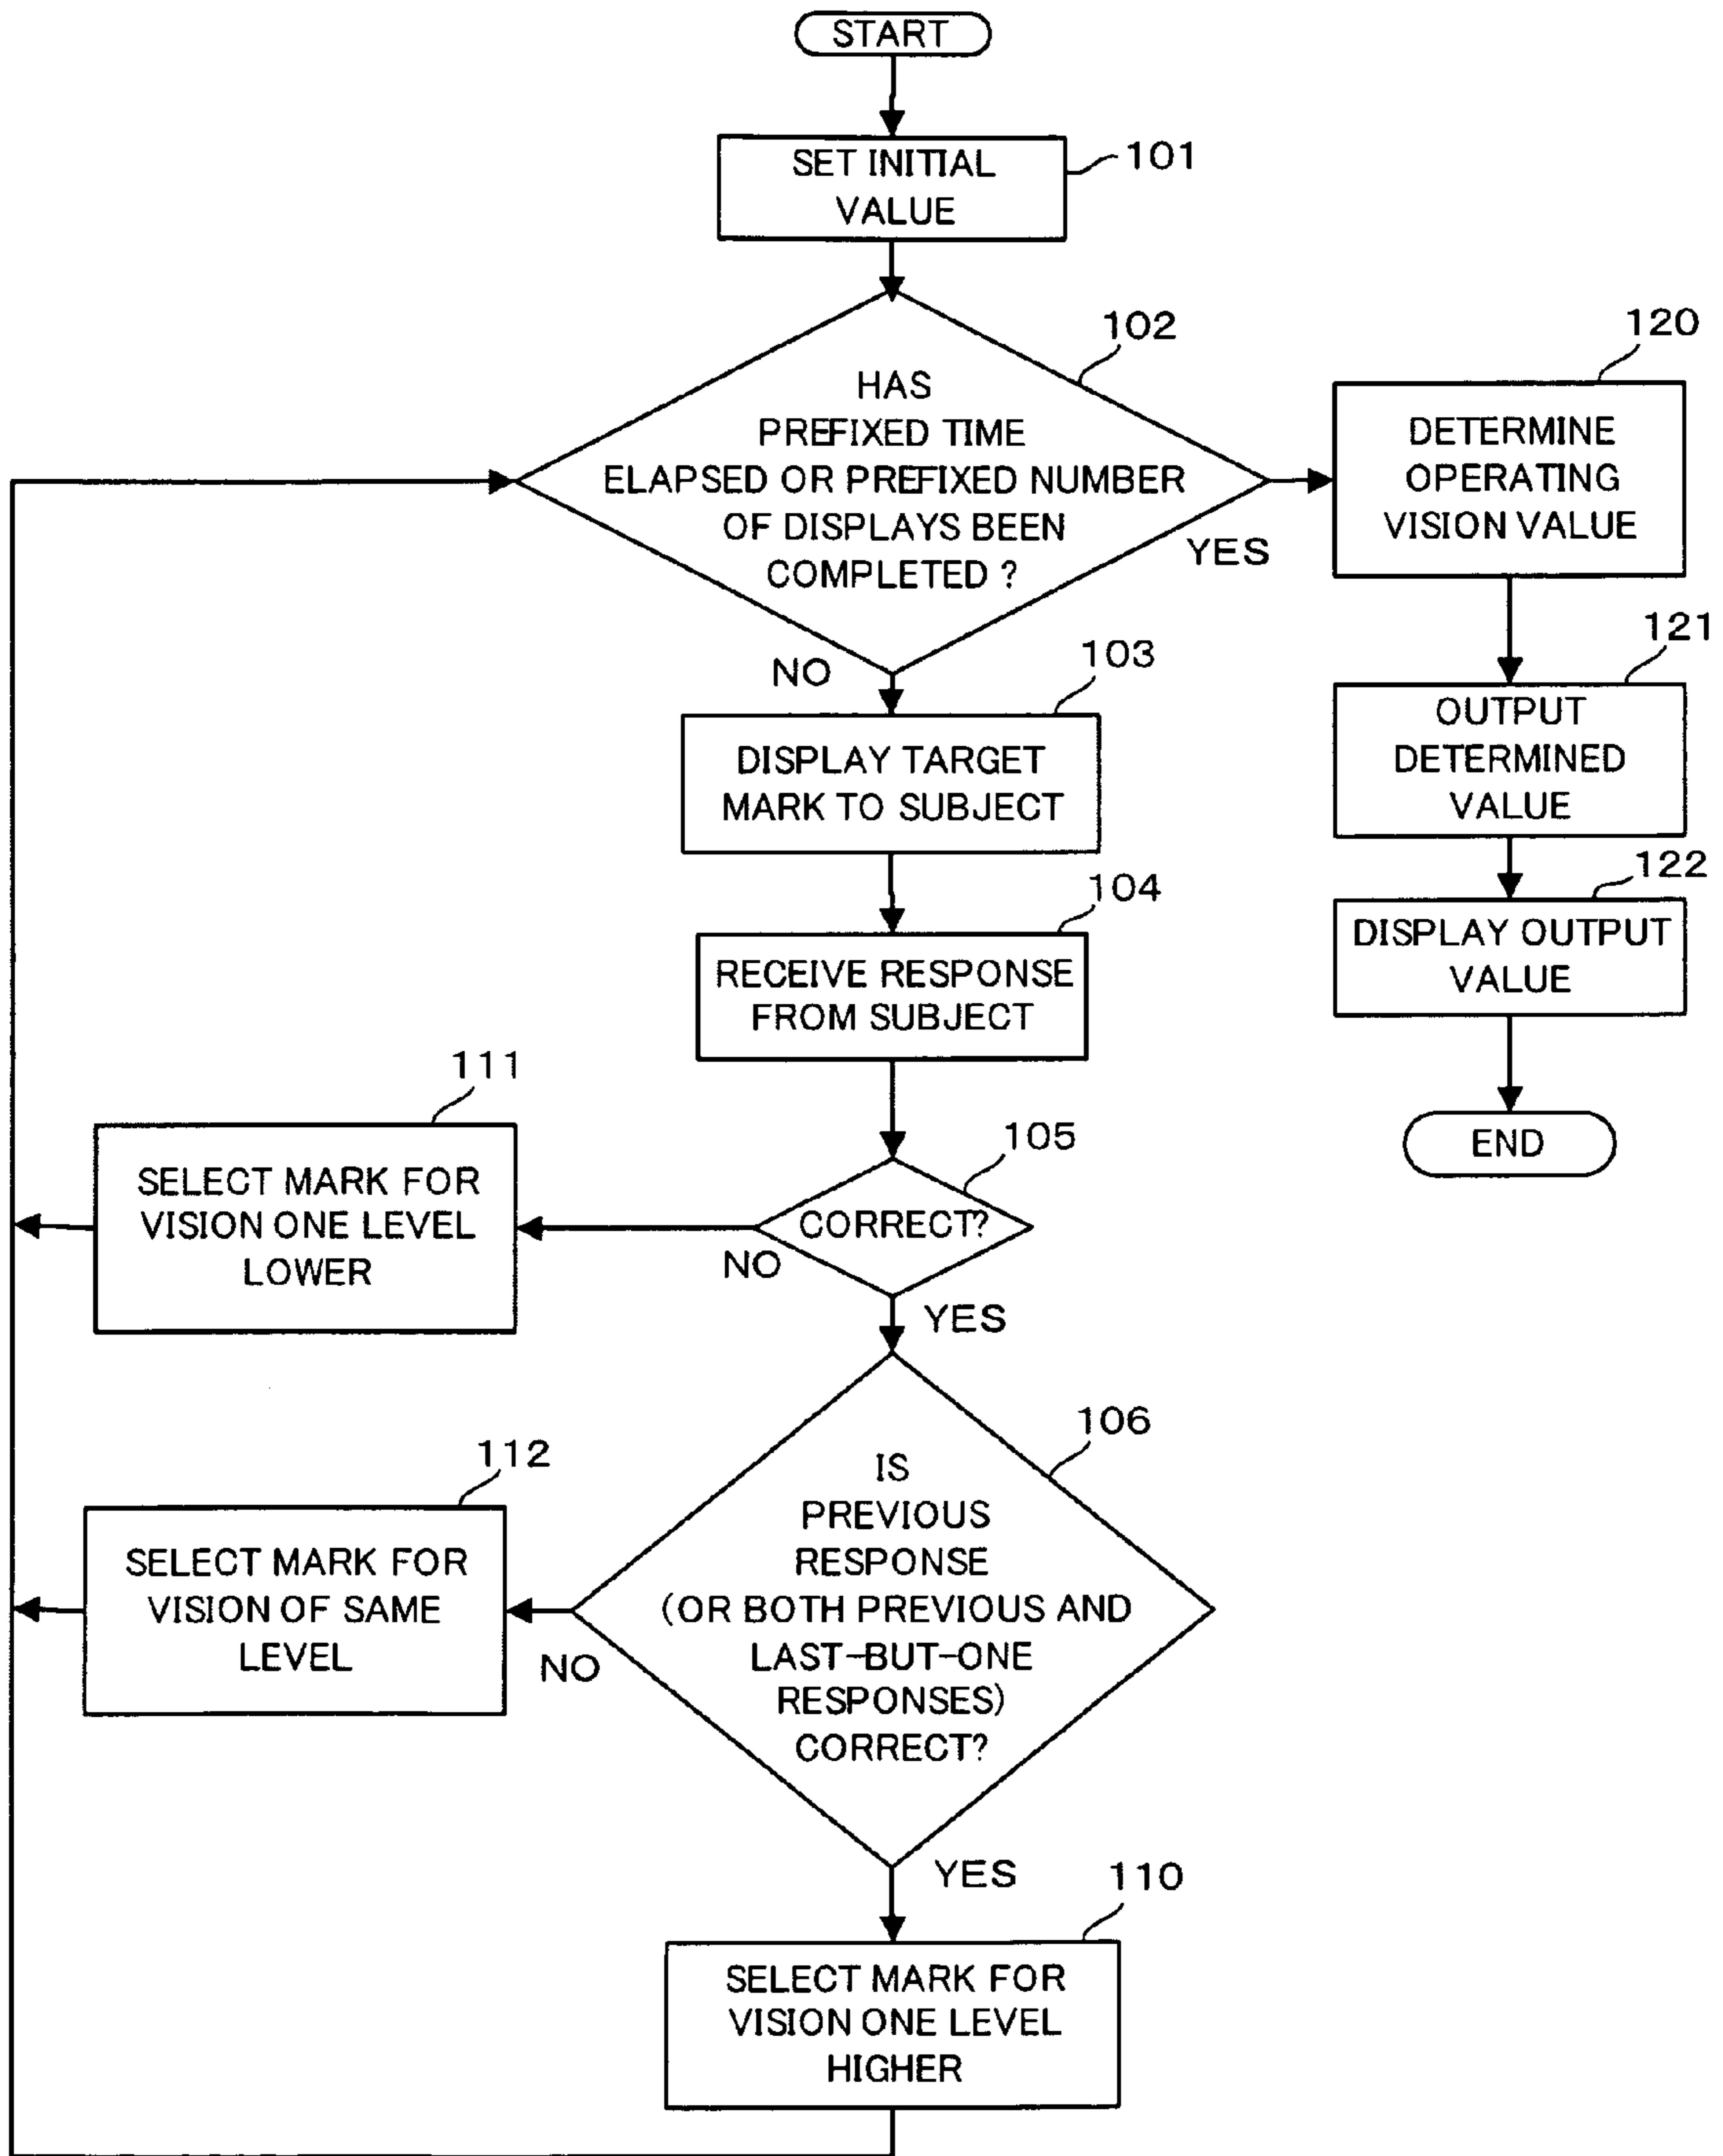 START
SET INITIAL
VALUE
101
HAS
PREFIXED TIME
ELAPSED OR PREFIXED NUMBER
OF DISPLAYS BEEN
COMPLETED ?
102
YES
NO
120
DETERMINE
OPERATING
VISION VALUE
121
OUTPUT
DETERMINED
VALUE
122
DISPLAY OUTPUT
VALUE
END
103
DISPLAY TARGET
MARK TO SUBJECT
104
RECEIVE RESPONSE
FROM SUBJECT
105
CORRECT?
NO
YES
111
SELECT MARK FOR
VISION ONE LEVEL
LOWER
106
IS
PREVIOUS
RESPONSE
(OR BOTH PREVIOUS AND
LAST-BUT-ONE
RESPONSES)
CORRECT?
NO
YES
112
SELECT MARK FOR
VISION OF SAME
LEVEL
110
SELECT MARK FOR
VISION ONE LEVEL
HIGHER